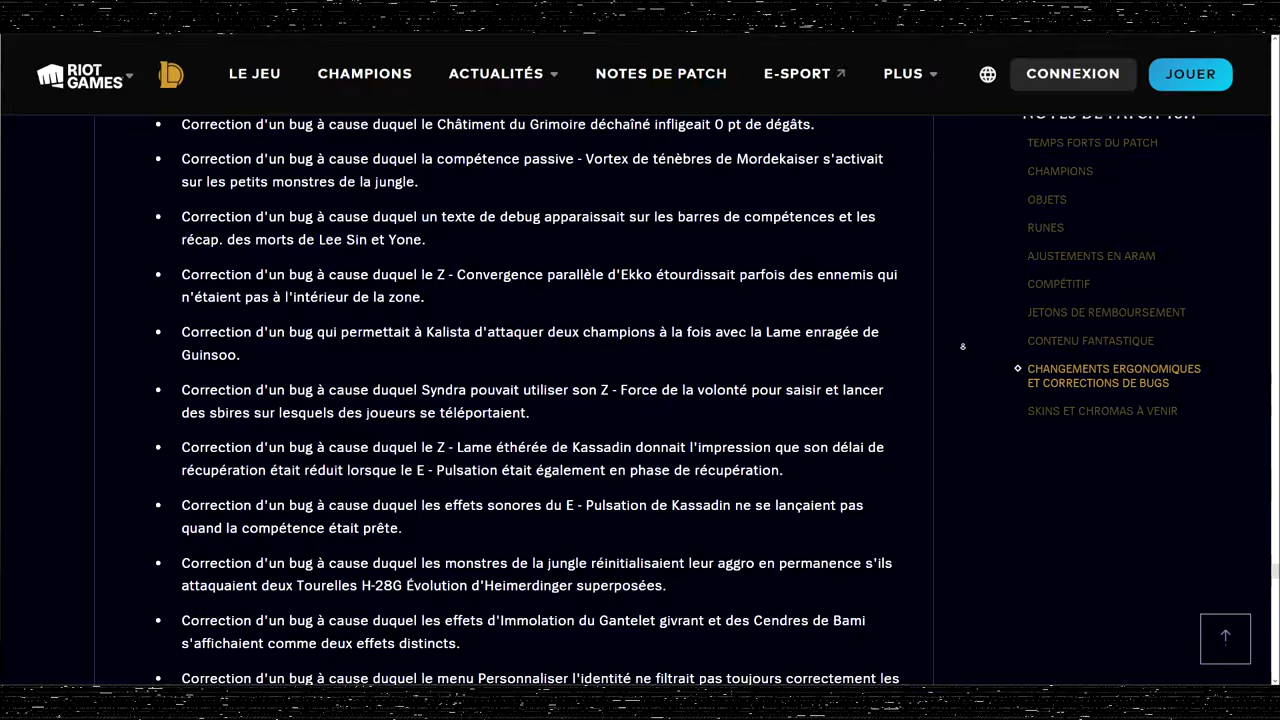 RIOT
GAMES
LE JEU
CHAMPIONS
ACTUALITÉS
NOTES DE PATCH
E-SPORT
PLUS
CONNEXION
JOUER
Correction d'un bug à cause duquel le Châtiment du Grimoire déchaîné infligeait 0 pt de dégâts.
Correction d'un bug à cause duquel la compétence passive - Vortex de ténèbres de Mordekaiser s'activait
sur les petits monstres de la jungle.
Correction d'un bug à cause duquel un texte de debug apparaissait sur les barres de compétences et les
récap. des morts de Lee Sin et Yone.
Correction d'un bug à cause duquel le Z - Convergence parallèle d'Ekko étourdissait parfois des ennemis qui
n'étaient pas à l'intérieur de la zone.
Correction d'un bug qui permettait à Kalista d'attaquer deux champions à la fois avec la Lame enragée de
Guinsoo.
Correction d'un bug à cause duquel Syndra pouvait utiliser son Z - Force de la volonté pour saisir et lancer
des sbires sur lesquels des joueurs se téléportaient.
Correction d'un bug à cause duquel le Z - Lame éthérée de Kassadin donnait l'impression que son délai de
récupération était réduit lorsque le E - Pulsation était également en phase de récupération.
Correction d'un bug à cause duquel les effets sonores du E - Pulsation de Kassadin ne se lançaient pas
quand la compétence était prête.
Correction d'un bug à cause duquel les monstres de la jungle réinitialisaient leur aggro en permanence s'ils
attaquaient deux Tourelles H-28G Évolution d'Heimerdinger superposées.
Correction d'un bug à cause duquel les effets d'Immolation du Gantelet givrant et des Cendres de Bami
s'affichaient comme deux effets distincts.
Correction d'un bug à cause duquel le menu Personnaliser l'identité ne filtrait pas toujours correctement les
NOTES DE PATCH
TEMPS FORTS DU PATCH
CHAMPIONS
OBJETS
RUNES
AJUSTEMENTS EN ARAM
COMPÉTITIF
JETONS DE REMBOURSEMENT
CONTENU FANTASTIQUE
CHANGEMENTS ERGONOMIQUES
ET CORRECTIONS DE BUGS
SKINS ET CHROMAS À VENIR